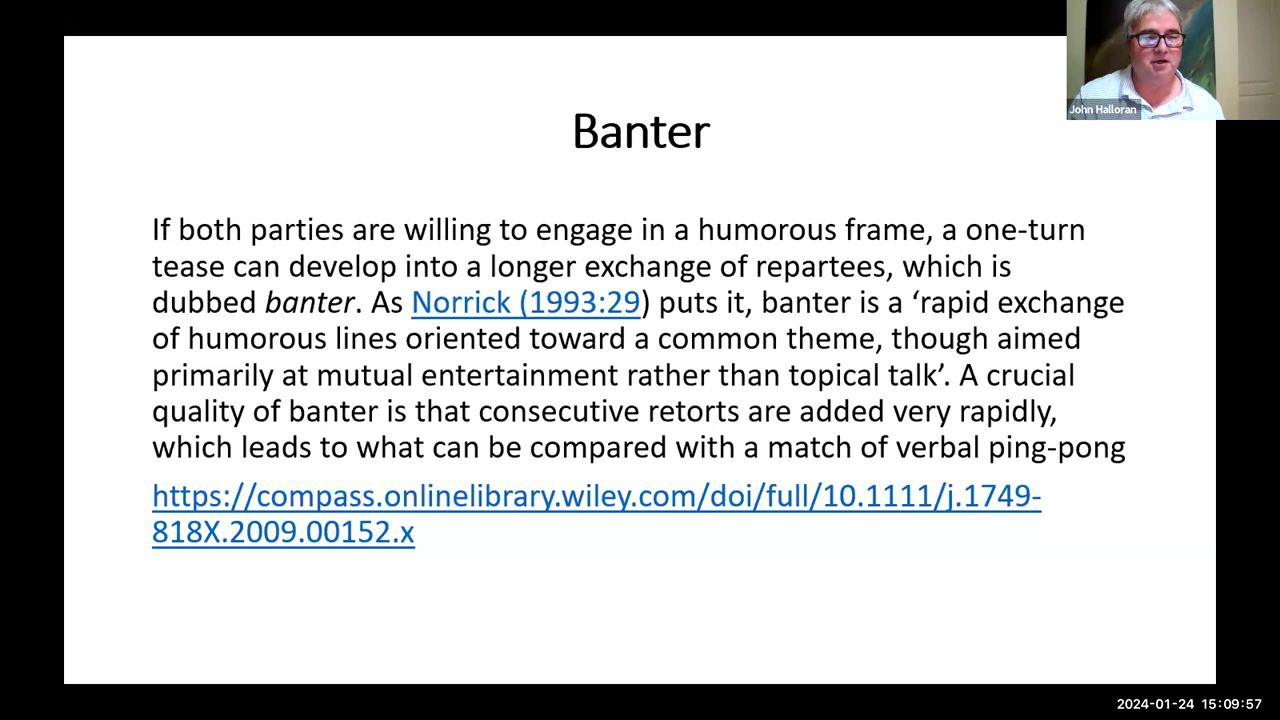 John Halloran
Banter
If both parties are willing to engage in a humorous frame, a one-turn
tease can develop into a longer exchange of repartees, which is
dubbed banter. As Norrick (1993:29) puts it, banter is a ‘rapid exchange
of humorous lines oriented toward a common theme, though aimed
primarily at mutual entertainment rather than topical talk’. A crucial
quality of banter is that consecutive retorts are added very rapidly,
which leads to what can be compared with a match of verbal ping-pong
https://compass.onlinelibrary.wiley.com/doi/full/10.1111/j.1749-
818X.2009.00152.x
2024-01-24 15:09:57